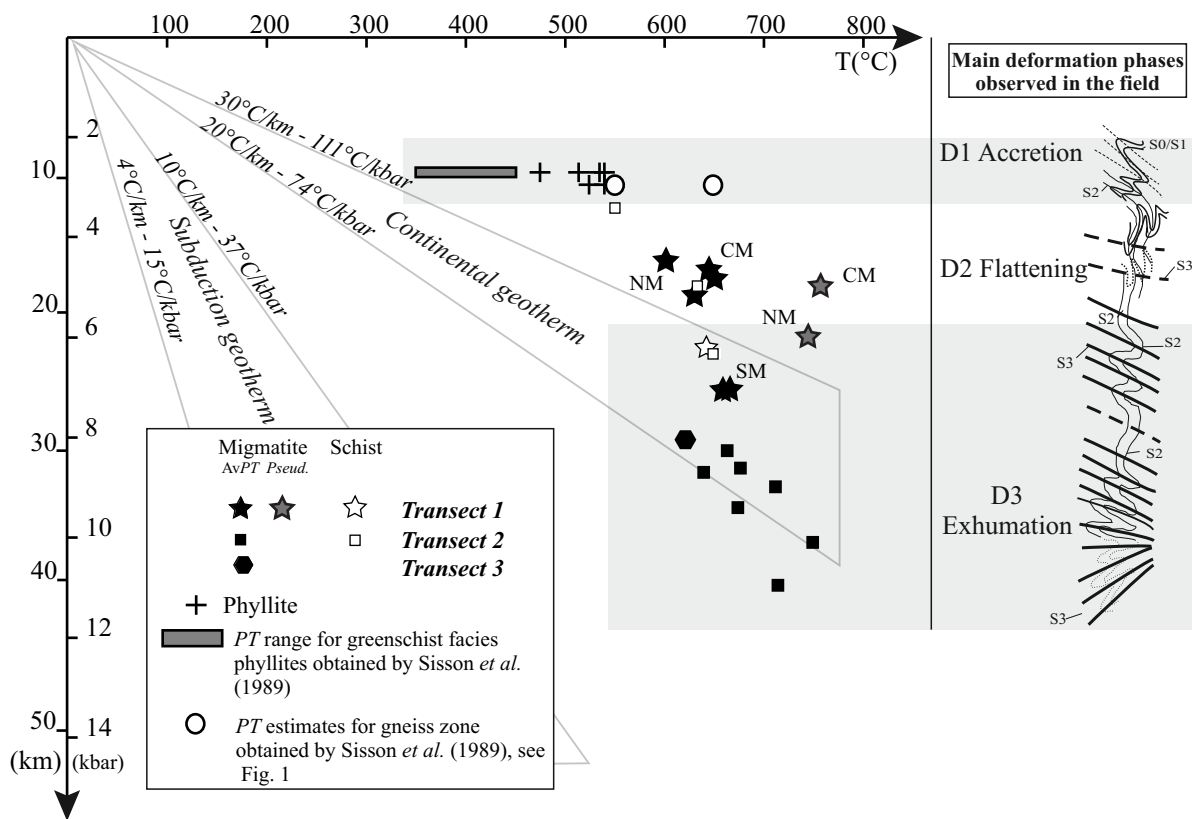 100 200 300 400 500 600 700 800
T(°C)
Main deformation phases
observed in the field
30°C/km - 111°C/kbar
20°C/km - 74°C/kbar
Continental geotherm
10°C/km - 37°C/kbar
Subduction geotherm
4°C/km - 15°C/kbar
2
10
4
20
6
30
8
10
40
12
50
14
(km)
(kbar)
CM
NM
CM
NM
SM
D1 Accretion
D2 Flattening
D3
Exhumation
S0/S1
S2
S3
S2
S2
S3
S2
S3
Migmatite Schist
AvPT Pseud.
Transect 1
Transect 2
Transect 3
Phyllite
PT range for greenschist facies
phyllites obtained by Sisson et al.
(1989)
PT estimates for gneiss zone
obtained by Sisson et al. (1989), see
Fig. 1